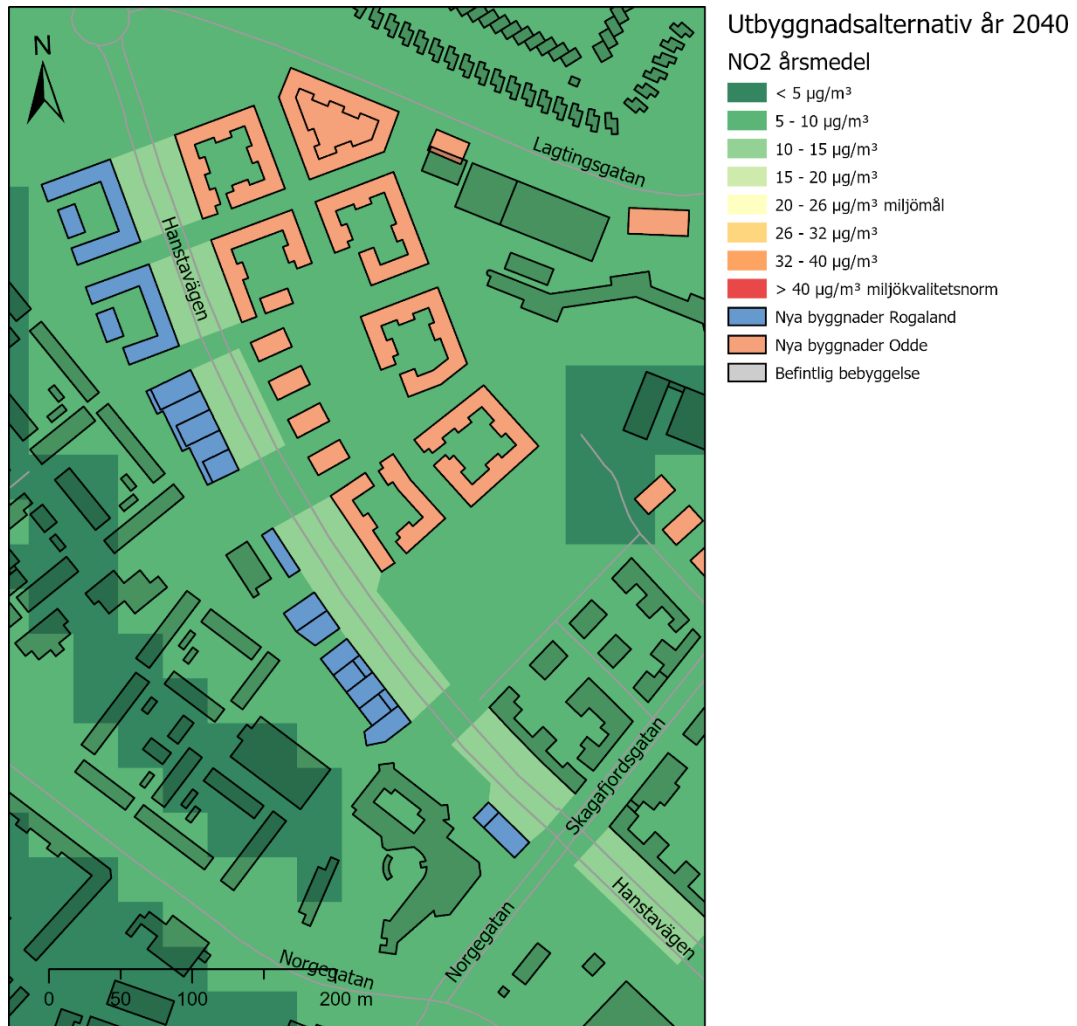 Utbyggnadsalternativ år 2040
NO2 årsmedel
< 5 µg/m³
5 - 10 µg/m³
10 - 15 µg/m³
15 - 20 µg/m³
20 - 26 µg/m³ miljömål
26 - 32 µg/m³
32 - 40 µg/m³
> 40 µg/m³ miljökvalitetsnorm
Nya byggnader Rogaland
Nya byggnader Odde
Befintlig bebyggelse
N
Lagtingsgatan
Hanstavägen
Skagafjordsgatan
Hanstavägen
Norgegatan
Norgegatan
0 50 100 200 m